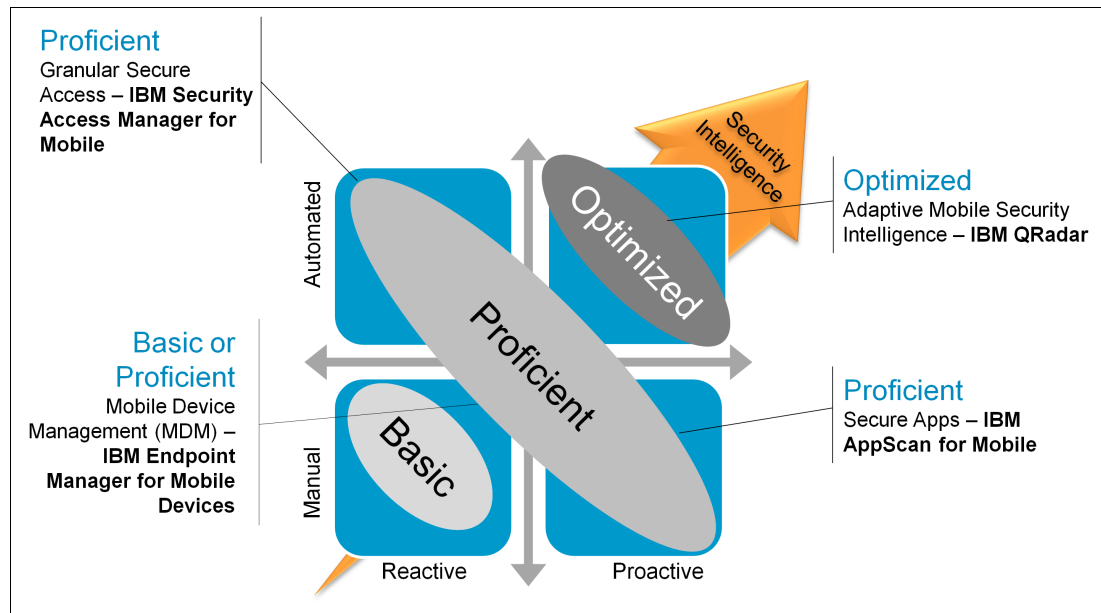 Proficient
Granular Secure
Access – IBM Security
Access Manager for
Mobile
Security
Intelligence
Optimized
Adaptive Mobile Security
Intelligence – IBM QRadar
Automated
Optimized
Proficient
Basic or
Proficient
Mobile Device
Management (MDM) –
IBM Endpoint
Manager for Mobile
Devices
Manual
Basic
Proficient
Secure Apps – IBM
AppScan for Mobile
Reactive
Proactive